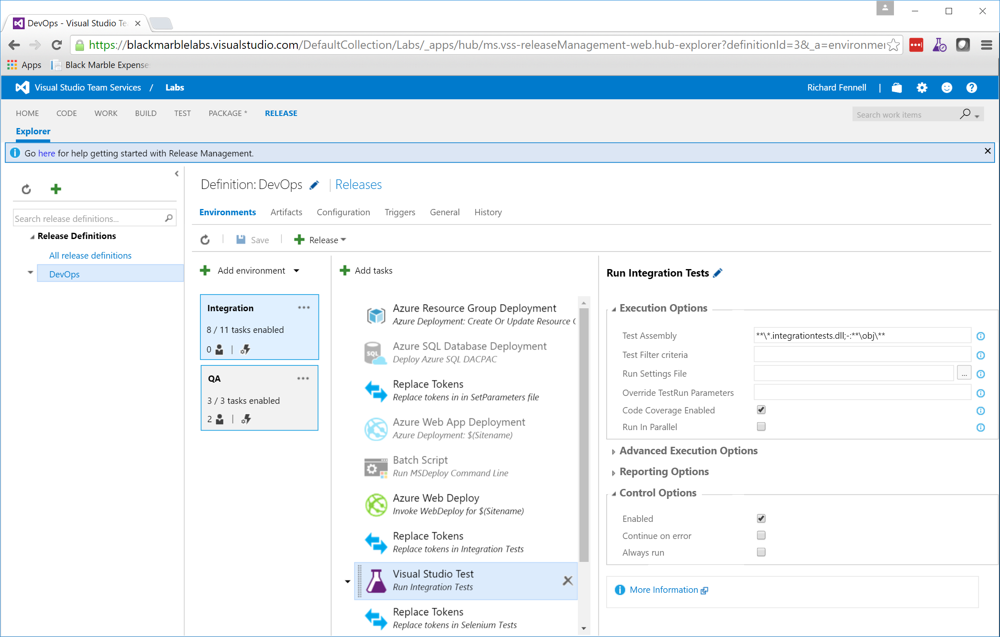 DevOps - Visual Studio Te
https://blackmarblelabs.visualstudio.com/DefaultCollection/Labs/_apps/hub/ms.vss-releaseManagement-web.hub-explorer?definitionId=3&_a=environmen
Apps Black Marble Expense
Visual Studio Team Services / Labs Richard Fennell |
HOME CODE WORK BUILD TEST PACKAGE * RELEASE
Search work items
Explorer
Go here for help getting started with Release Management.
Definition: DevOps | Releases
Search release definitions...
Release Definitions
All release definitions
DevOps
Environments Artifacts Configuration Triggers General History
Save Release
Add environment
Integration
8 / 11 tasks enabled
0 |
QA
3 / 3 tasks enabled
2 |
Add tasks
Azure Resource Group Deployment
Azure Deployment: Create Or Update Resource G
SQL
Azure SQL Database Deployment
Deploy Azure SQL DACPAC
Replace Tokens
Replace tokens in in SetParameters file
Azure Web App Deployment
Azure Deployment: $(Sitename)
Batch Script
Run MSDeploy Command Line
Azure Web Deploy
Invoke WebDeploy for $(Sitename)
Replace Tokens
Replace tokens in Integration Tests
Visual Studio Test
Run Integration Tests
Replace Tokens
Replace tokens in Selenium Tests
Run Integration Tests
Execution Options
Test Assembly **\*.integrationtests.dll;-:**\obj\**
Test Filter criteria
Run Settings File ...
Override TestRun Parameters
Code Coverage Enabled
Run In Parallel
Advanced Execution Options
Reporting Options
Control Options
Enabled
Continue on error
Always run
More Information